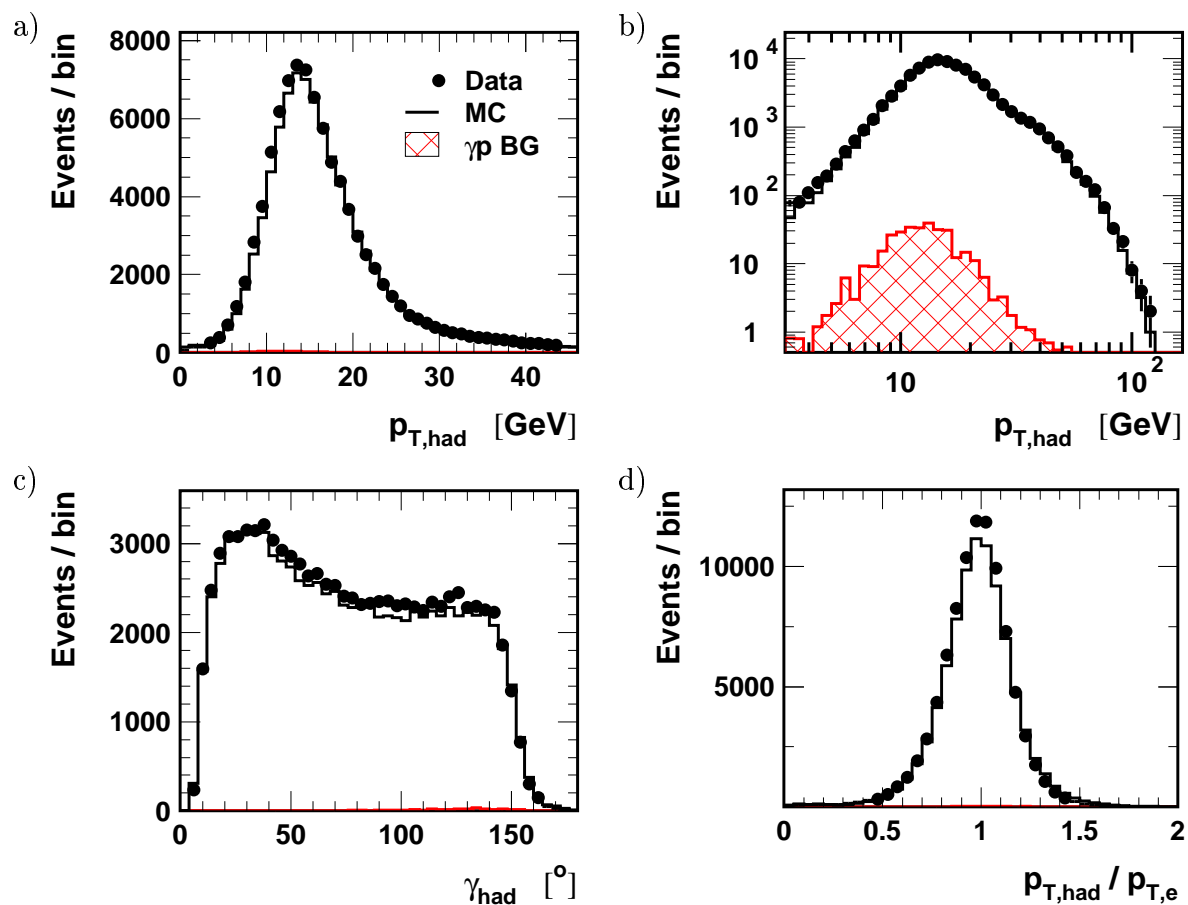 a)
Events / bin
8000
6000
4000
2000
0
0 10 20 30 40
p_T,had [GeV]
Data
MC
γp BG
b)
Events / bin
10^4
10^3
10^2
10
1
10 10^2
p_T,had [GeV]
c)
Events / bin
3000
2000
1000
0
0 50 100 150
γ_had [°]
d)
Events / bin
10000
5000
0 0.5 1 1.5 2
p_T,had / p_T,e